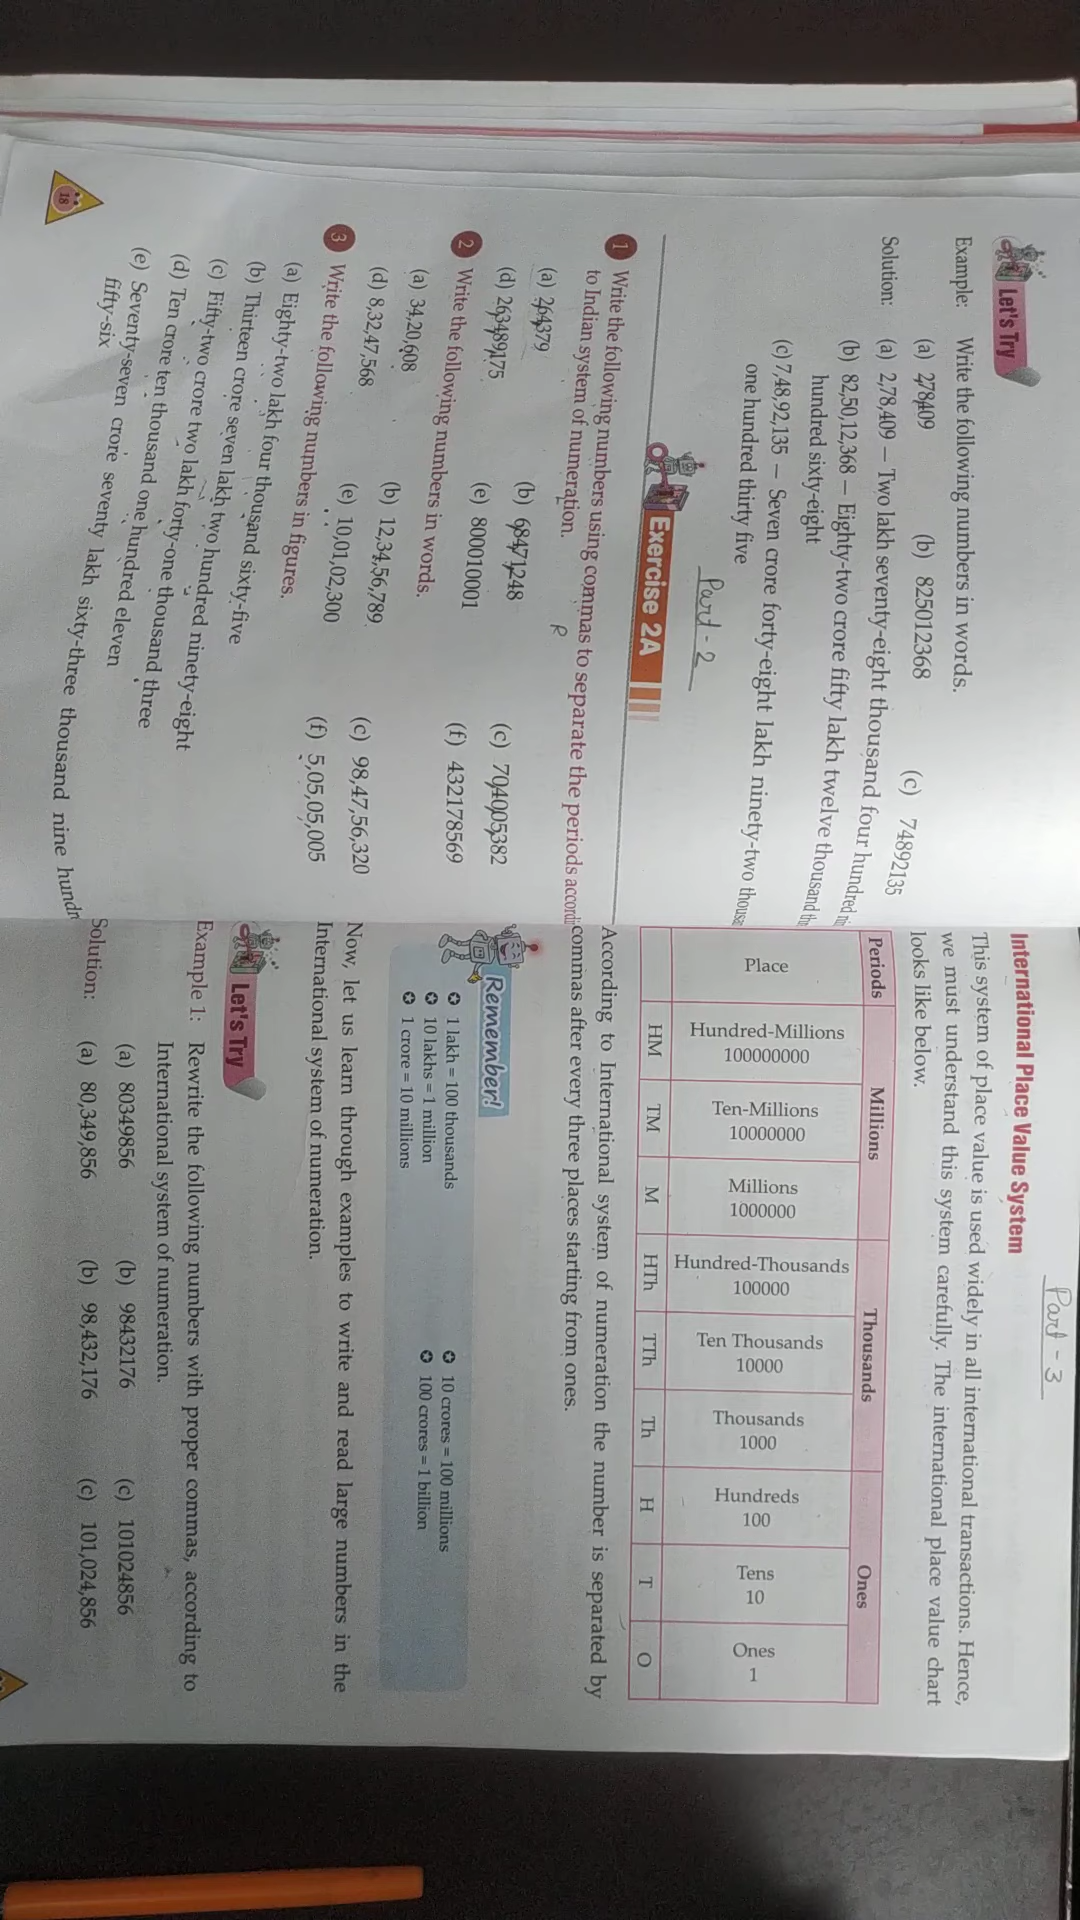 Let's Try
Example: Write the following numbers in words.
(a) 278409 (b) 825012368 (c) 74892135
Solution: (a) 2,78,409 – Two lakh seventy-eight thousand four hundred
(b) 82,50,12,368 – Eighty-two crore fifty lakh twelve thousand
hundred sixty-eight
(c) 7,48,92,135 – Seven crore forty-eight lakh ninety-two
one hundred thirty five
Part - 2
Exercise 2A
1 Write the following numbers using commas to separate the periods
to Indian system of numeration.
R
(a) 264379 (b) 68471248 (c) 704005382
(d) 263489175 (e) 800010001 (f) 432178569
2 Write the following numbers in words.
(a) 34,20,608 (b) 12,34,56,789 (c) 98,47,56,320
(d) 8,32,47,568 (e) 10,01,02,300 (f) 5,05,05,005
3 Write the following numbers in figures.
(a) Eighty-two lakh four thousand sixty-five
(b) Thirteen crore seven lakh two hundred ninety-eight
(c) Fifty-two crore two lakh forty-one thousand three
(d) Ten crore ten thousand one hundred eleven
(e) Seventy-seven crore seventy lakh sixty-three thousand nine
fifty-six
18
Part - 3
International Place Value System
This system of place value is used widely in all international transactions. Hence,
we must understand this system carefully. The international place value chart
looks like below.
Periods Millions Thousands Ones
Place Hundred-Millions Ten-Millions Millions Hundred-Thousands Ten Thousands Thousands Hundreds Tens Ones
100000000 10000000 1000000 100000 10000 1000 100 10 1
HM TM M HTh TTh Th H T O
According to International system of numeration the number is separated by
commas after every three places starting from ones.
Remember!
1 lakh = 100 thousands 10 crores = 100 millions
10 lakhs = 1 million 100 crores = 1 billion
1 crore = 10 millions
Now, let us learn through examples to write and read large numbers in the
International system of numeration.
Let's Try
Example 1: Rewrite the following numbers with proper commas, according to
International system of numeration.
(a) 80349856 (b) 98432176 (c) 101024856
Solution: (a) 80,349,856 (b) 98,432,176 (c) 101,024,856